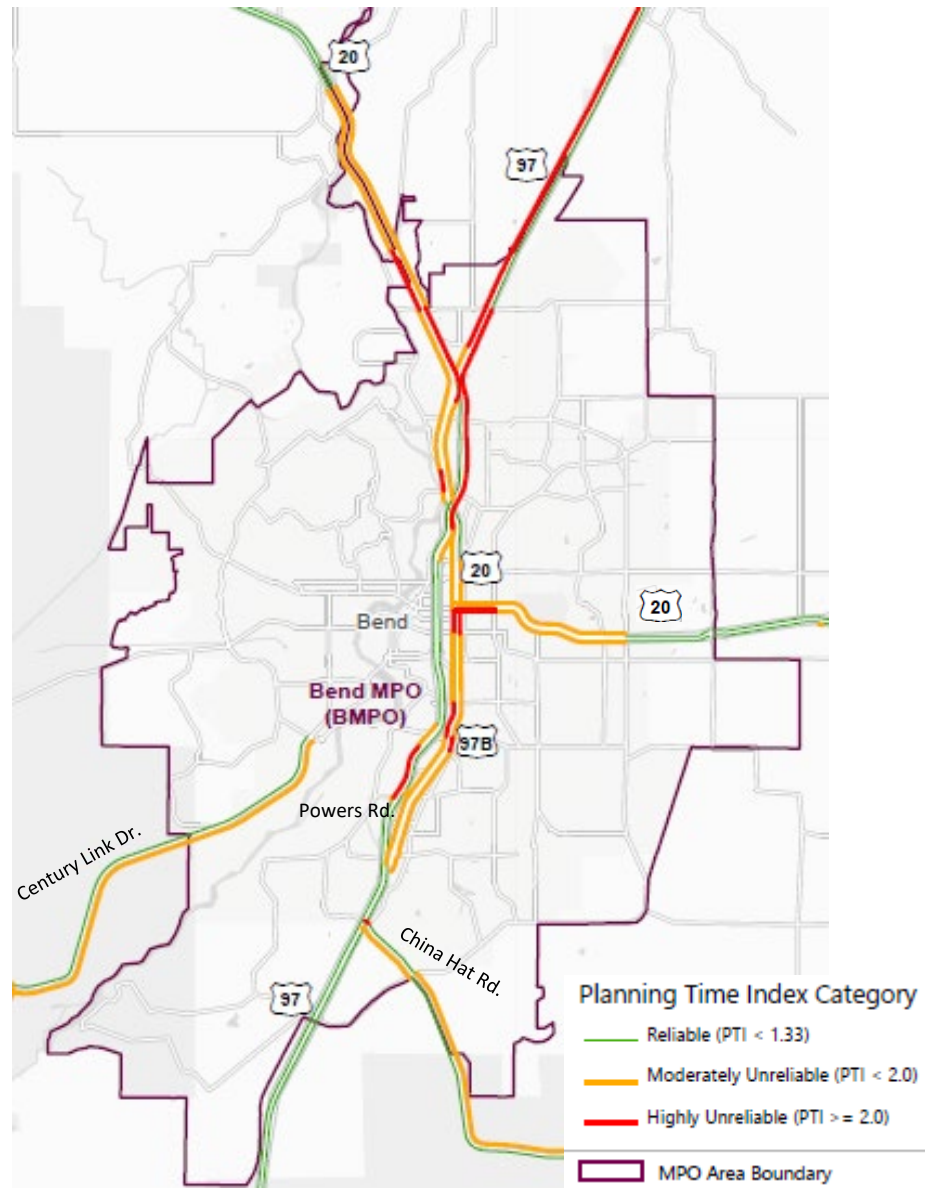 20
97
20
20
Bend
Bend MPO
(BMPO)
97B
Powers Rd.
Century Link Dr.
China Hat Rd.
97
Planning Time Index Category
Reliable (PTI < 1.33)
Moderately Unreliable (PTI < 2.0)
Highly Unreliable (PTI >= 2.0)
MPO Area Boundary